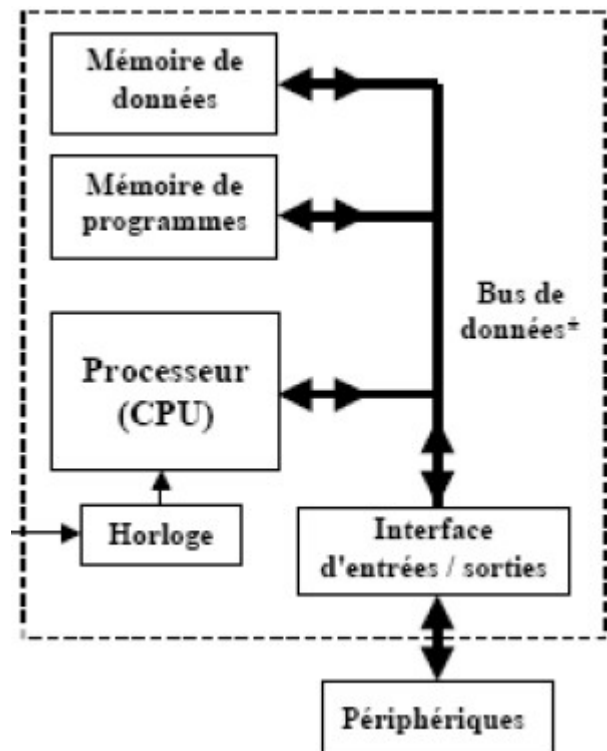 Mémoire de
données
Mémoire de
programmes
Bus de
données±
Processeur
(CPU)
Horloge
Interface
d'entrées / sorties
Périphériques